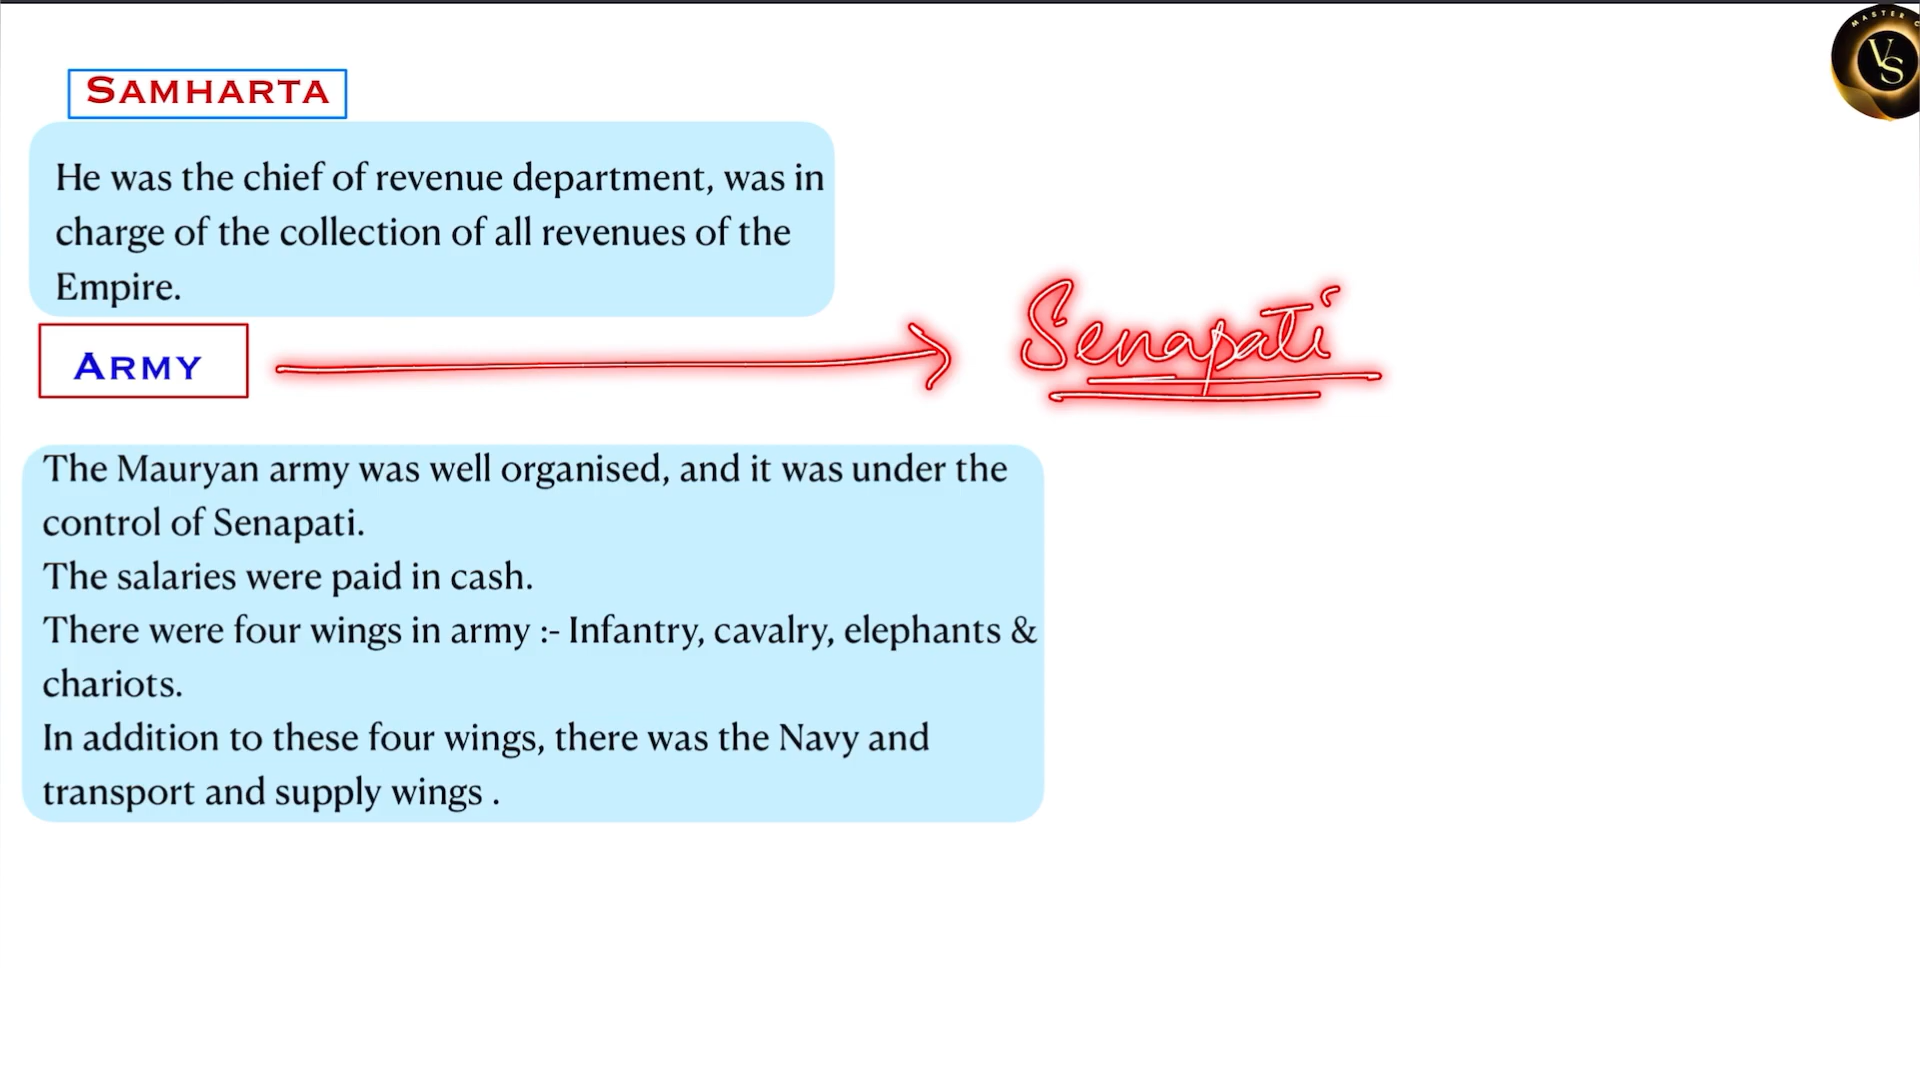 MASTER C
VS
SAMHARTA
He was the chief of revenue department, was in
charge of the collection of all revenues of the
Empire.
ARMY
Senapati
The Mauryan army was well organised, and it was under the
control of Senapati.
The salaries were paid in cash.
There were four wings in army :- Infantry, cavalry, elephants &
chariots.
In addition to these four wings, there was the Navy and
transport and supply wings .